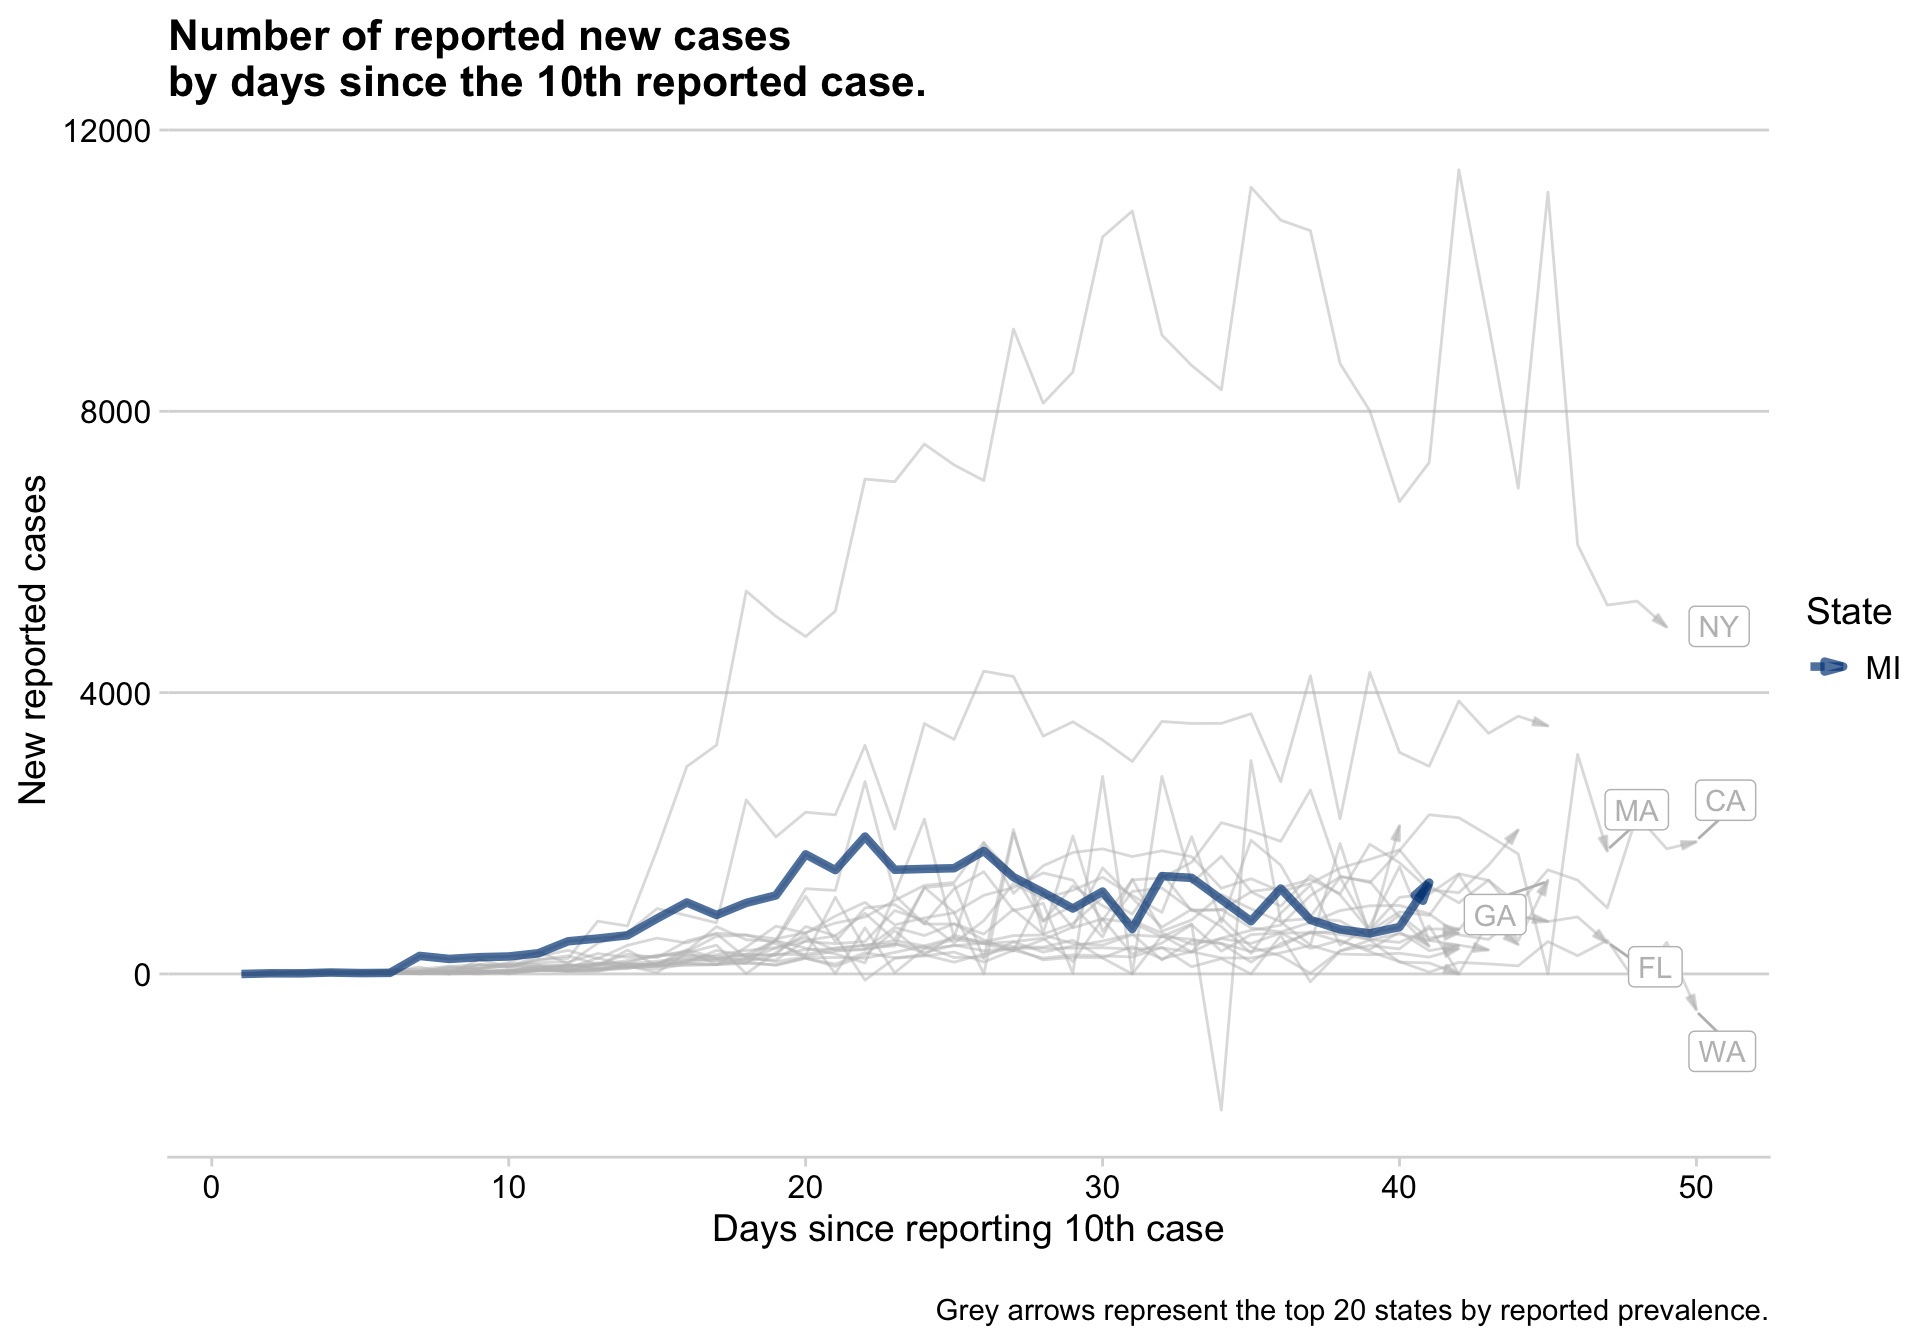 Number of reported new cases
by days since the 10th reported case.
12000
8000
4000
0
New reported cases
NY
MA
CA
GA
FL
WA
State
MI
0 10 20 30 40 50
Days since reporting 10th case
Grey arrows represent the top 20 states by reported prevalence.